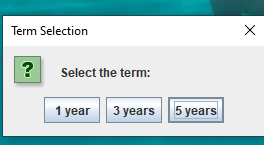 Term Selection
?
Select the term:
1 year 3 years 5 years